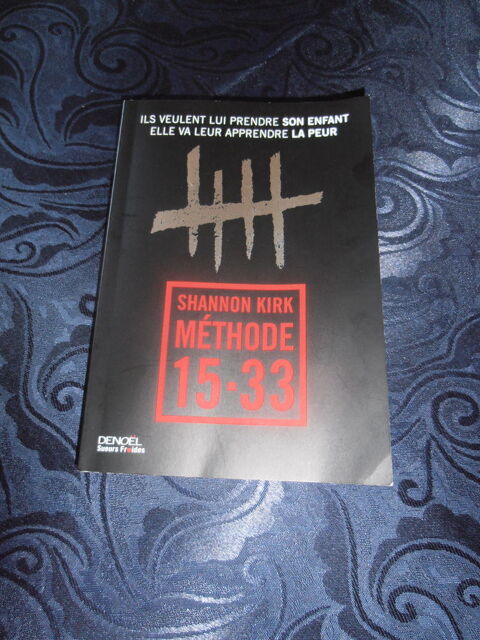 ILS VEULENT LUI PRENDRE SON ENFANT
ELLE VA LEUR APPRENDRE LA PEUR
SHANNON KIRK
MÉTHODE
15·33
DENOËL
Sueurs Froides